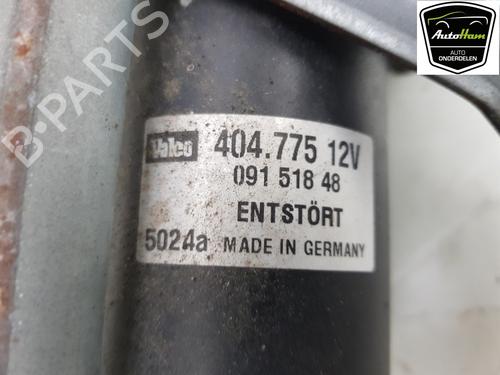 AutoHam
AUTO
ONDERDELEN
B-PARTS
Valeo 404.775 12V
091 518 48
ENTSTÖRT
5024a MADE IN GERMANY